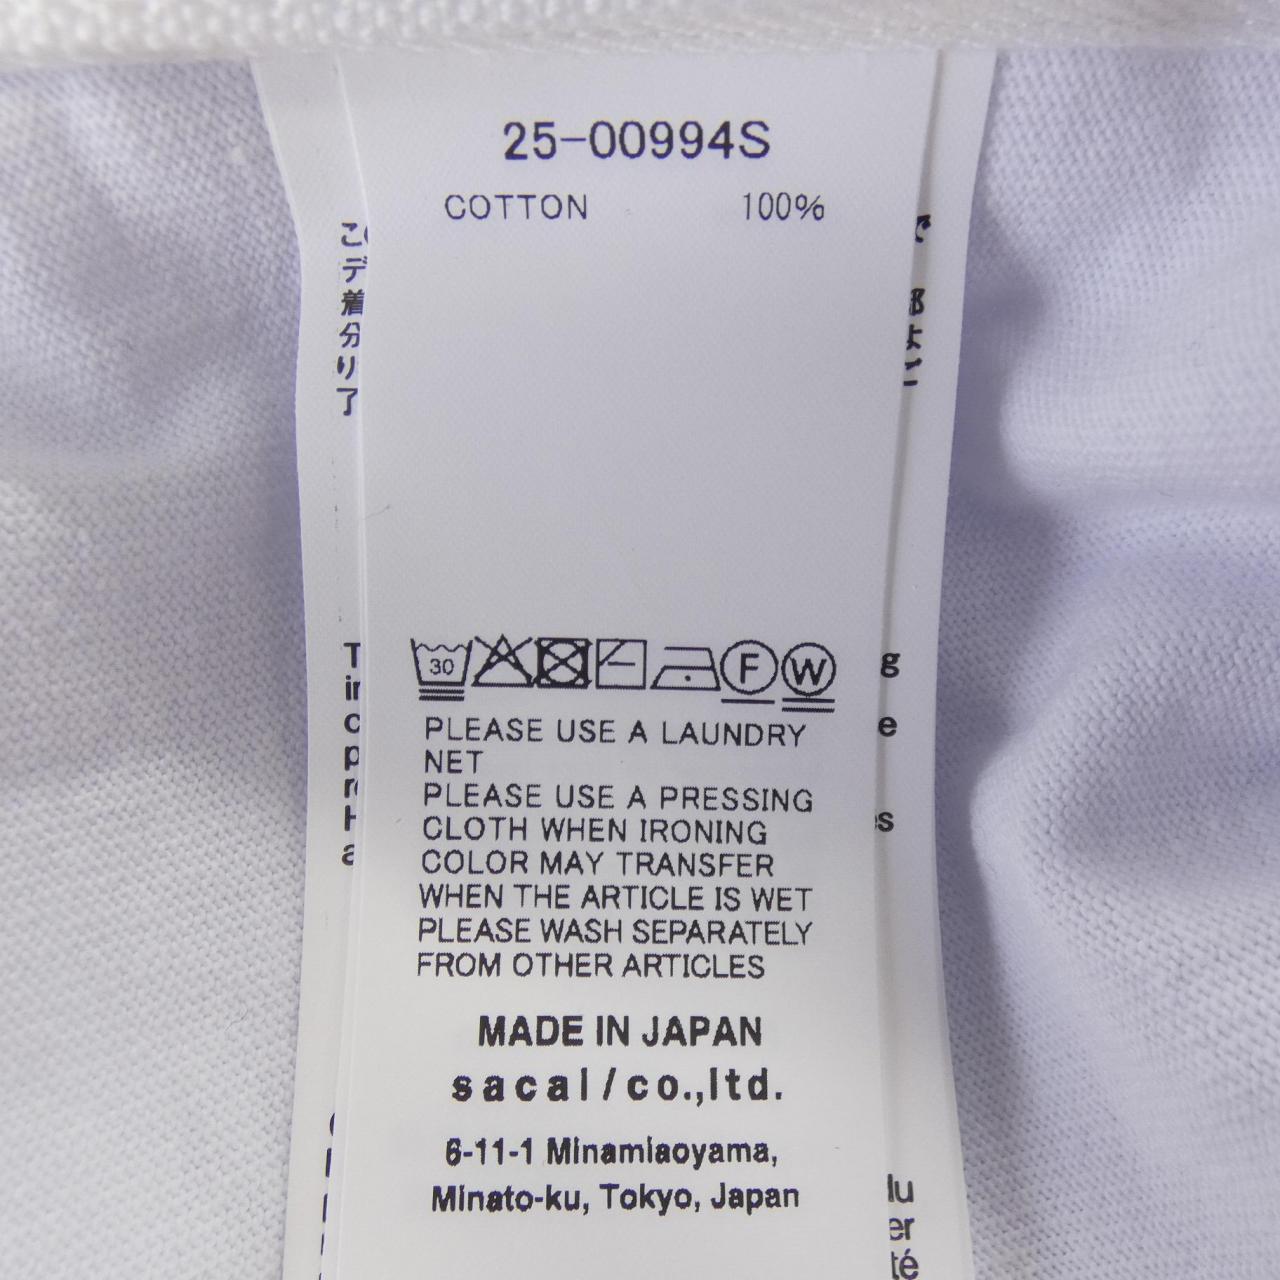 25-00994S
COTTON 100%
30
F W
PLEASE USE A LAUNDRY
NET
PLEASE USE A PRESSING
CLOTH WHEN IRONING
COLOR MAY TRANSFER
WHEN THE ARTICLE IS WET
PLEASE WASH SEPARATELY
FROM OTHER ARTICLES
MADE IN JAPAN
sacai/co.,ltd.
6-11-1 Minamiaoyama,
Minato-ku, Tokyo, Japan